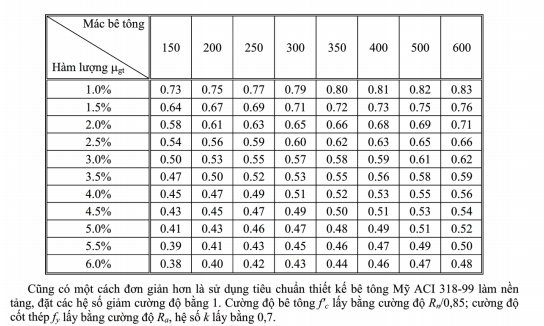 Mác bê tông
Hàm lượng μgt
150 200 250 300 350 400 500 600
1.0% 0.73 0.75 0.77 0.79 0.80 0.81 0.82 0.83
1.5% 0.64 0.67 0.69 0.71 0.72 0.73 0.75 0.76
2.0% 0.58 0.61 0.63 0.65 0.66 0.68 0.69 0.71
2.5% 0.54 0.56 0.59 0.60 0.62 0.63 0.65 0.66
3.0% 0.50 0.53 0.55 0.57 0.58 0.59 0.61 0.62
3.5% 0.47 0.50 0.52 0.53 0.55 0.56 0.58 0.59
4.0% 0.45 0.47 0.49 0.51 0.52 0.53 0.55 0.56
4.5% 0.43 0.45 0.47 0.49 0.50 0.51 0.53 0.54
5.0% 0.41 0.43 0.46 0.47 0.48 0.49 0.51 0.52
5.5% 0.39 0.41 0.43 0.45 0.46 0.47 0.49 0.50
6.0% 0.38 0.40 0.42 0.43 0.44 0.46 0.47 0.48
Cũng có một cách đơn giản hơn là sử dụng tiêu chuẩn thiết kế bê tông Mỹ ACI 318-99 làm nền
tảng, đặt các hệ số giảm cường độ bằng 1. Cường độ bê tông f'c lấy bằng cường độ Rn/0,85; cường độ
cốt thép fy lấy bằng cường độ Ra, hệ số k lấy bằng 0,7.